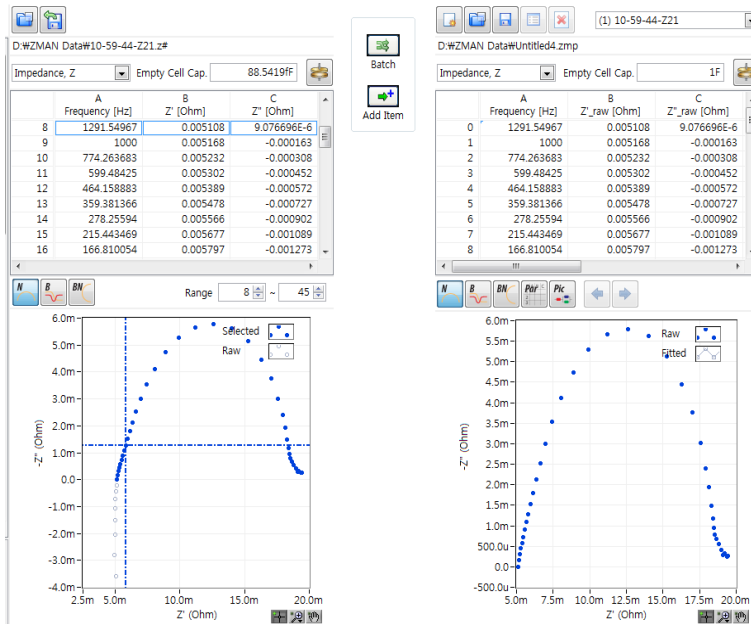 (1) 10-59-44-Z21
D:₩ZMAN Data₩10-59-44-Z21.z#
D:₩ZMAN Data₩Untitled4.zmp
Batch
Add Item
Impedance, Z Empty Cell Cap. 88.5419fF
Impedance, Z Empty Cell Cap. 1F
A B C
Frequency [Hz] Z' [Ohm] Z" [Ohm]
8 1291.54967 0.005108 9.076696E-6
9 1000 0.005168 -0.000163
10 774.263683 0.005232 -0.000308
11 599.48425 0.005302 -0.000452
12 464.158883 0.005389 -0.000572
13 359.381366 0.005478 -0.000727
14 278.25594 0.005566 -0.000902
15 215.443469 0.005677 -0.001089
16 166.810054 0.005797 -0.001273
A B C
Frequency [Hz] Z'_raw [Ohm] Z"_raw [Ohm]
0 1291.54967 0.005108 9.076696E-6
1 1000 0.005168 -0.000163
2 774.263683 0.005232 -0.000308
3 599.48425 0.005302 -0.000452
4 464.158883 0.005389 -0.000572
5 359.381366 0.005478 -0.000727
6 278.25594 0.005566 -0.000902
7 215.443469 0.005677 -0.001089
8 166.810054 0.005797 -0.001273
N B BN Range 8 ~ 45
N B BN Par Pic
6.0m
5.0m
4.0m
3.0m
2.0m
1.0m
0.0
-1.0m
-2.0m
-3.0m
-4.0m
-Z" (Ohm)
Selected
Raw
2.5m 5.0m 10.0m 15.0m 20.0m
Z' (Ohm)
6.0m
5.5m
5.0m
4.5m
4.0m
3.5m
3.0m
2.5m
2.0m
1.5m
1.0m
500.0u
0.0
-500.0u
-Z" (Ohm)
Raw
Fitted
5.0m 7.5m 10.0m 12.5m 15.0m 17.5m 20.0m
Z' (Ohm)